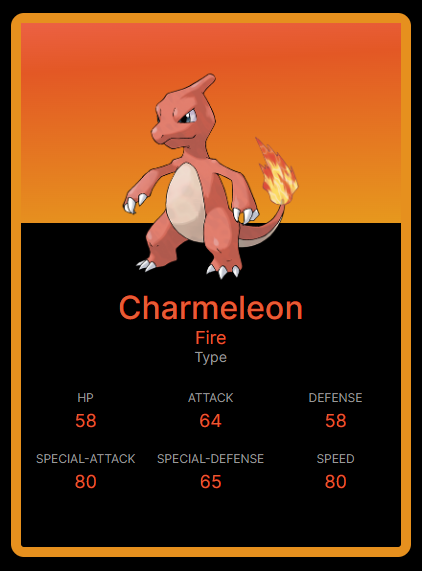 Charmeleon
Fire
Type
HP ATTACK DEFENSE
58 64 58
SPECIAL-ATTACK SPECIAL-DEFENSE SPEED
80 65 80